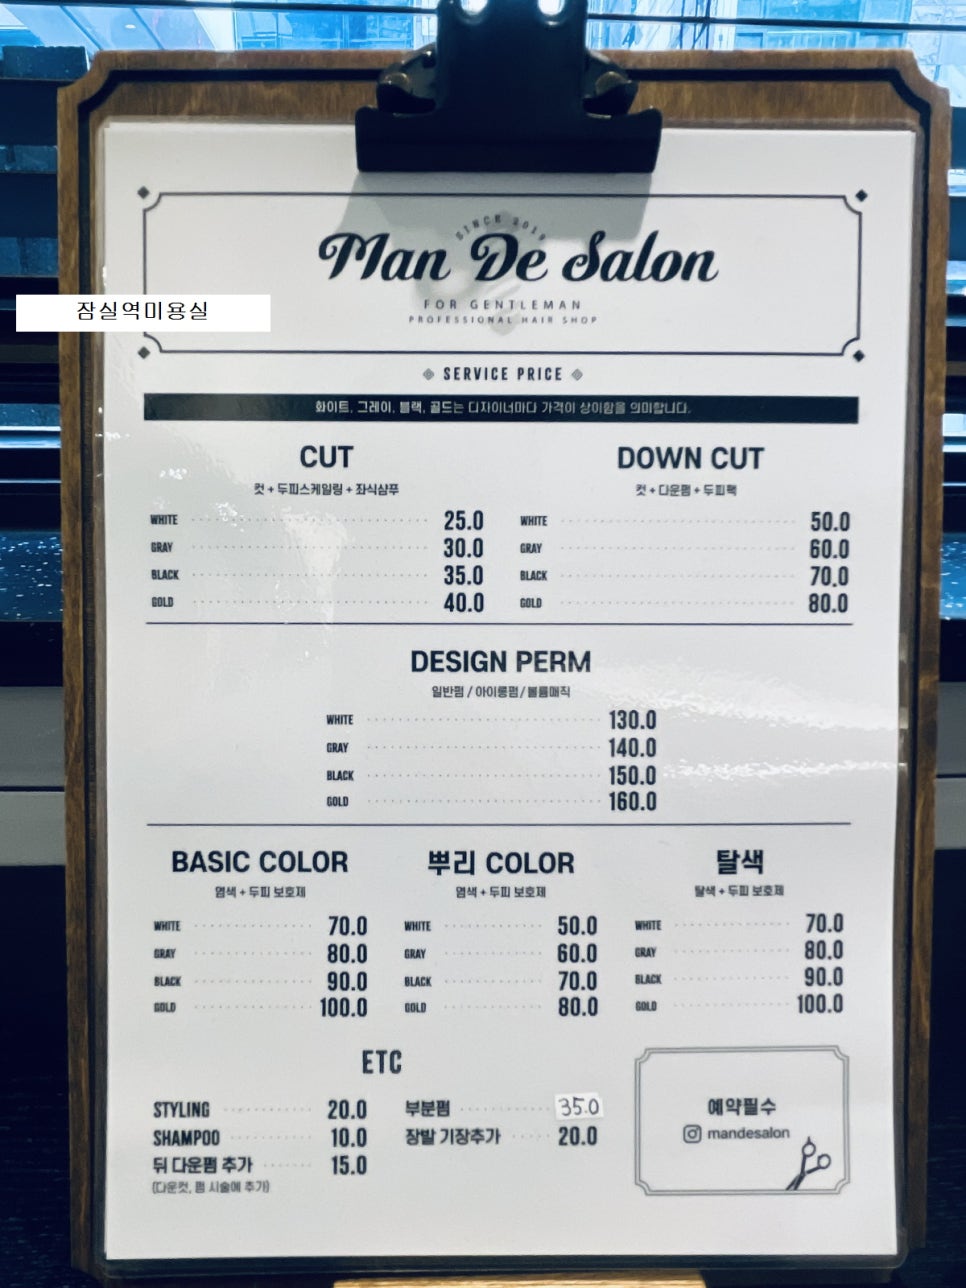 SINCE 2019
Man De Salon
FOR GENTLEMAN
PROFESSIONAL HAIR SHOP
잠실역미용실
SERVICE PRICE
화이트, 그레이, 블랙, 골드는 디자이너마다 가격이 상이함을 의미합니다.
CUT
컷 + 두피스케일링 + 좌식샴푸
WHITE 25.0
GRAY 30.0
BLACK 35.0
GOLD 40.0
DOWN CUT
컷 + 다운펌 + 두피팩
WHITE 50.0
GRAY 60.0
BLACK 70.0
GOLD 80.0
DESIGN PERM
일반펌 / 아이롱펌 / 볼륨매직
WHITE 130.0
GRAY 140.0
BLACK 150.0
GOLD 160.0
BASIC COLOR
염색 + 두피 보호제
WHITE 70.0
GRAY 80.0
BLACK 90.0
GOLD 100.0
뿌리 COLOR
염색 + 두피 보호제
WHITE 50.0
GRAY 60.0
BLACK 70.0
GOLD 80.0
탈색
탈색 + 두피 보호제
WHITE 70.0
GRAY 80.0
BLACK 90.0
GOLD 100.0
ETC
STYLING 20.0
SHAMPOO 10.0
뒤 다운펌 추가 15.0
(다운컷, 펌 시술에 추가)
부분펌 35.0
장발 기장추가 20.0
예약필수
mandesalon